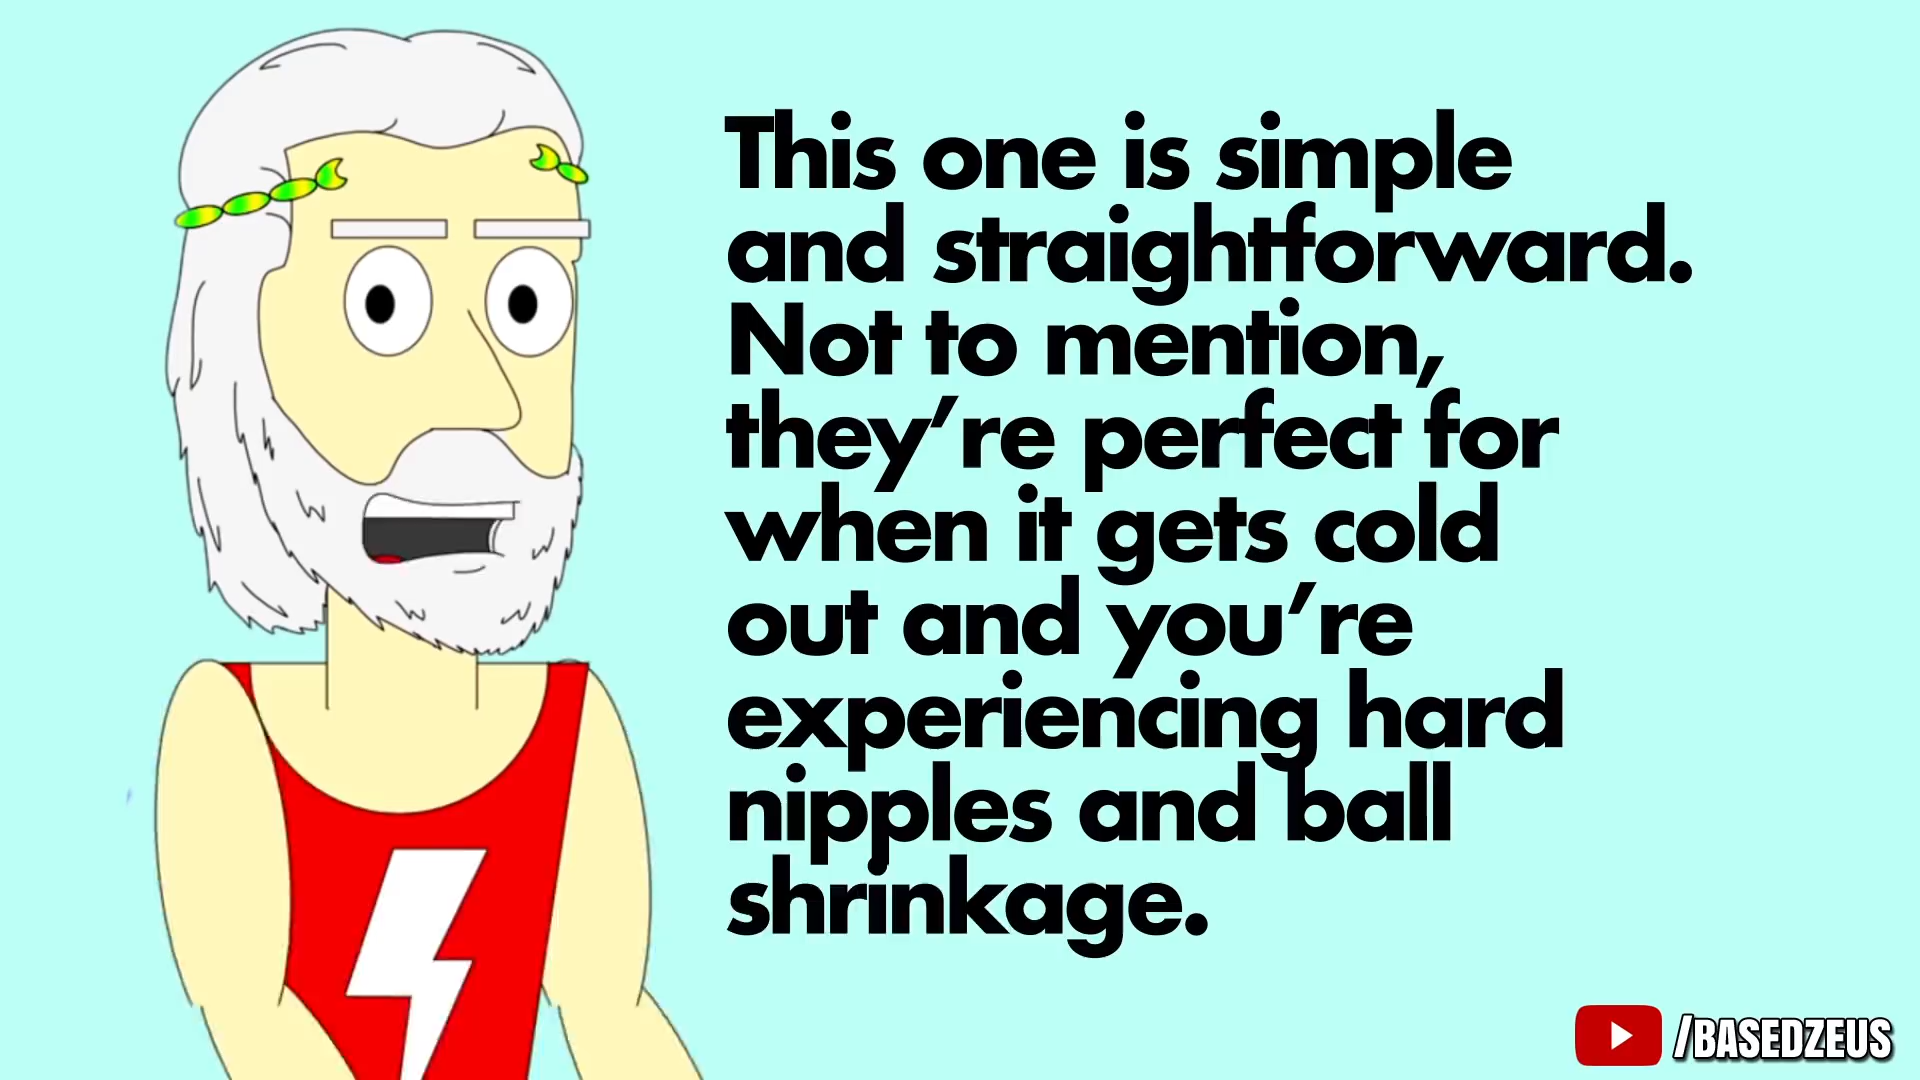 This one is simple
and straightforward.
Not to mention,
they’re perfect for
when it gets cold
out and you’re
experiencing hard
nipples and ball
shrinkage.
/BASEDZEUS